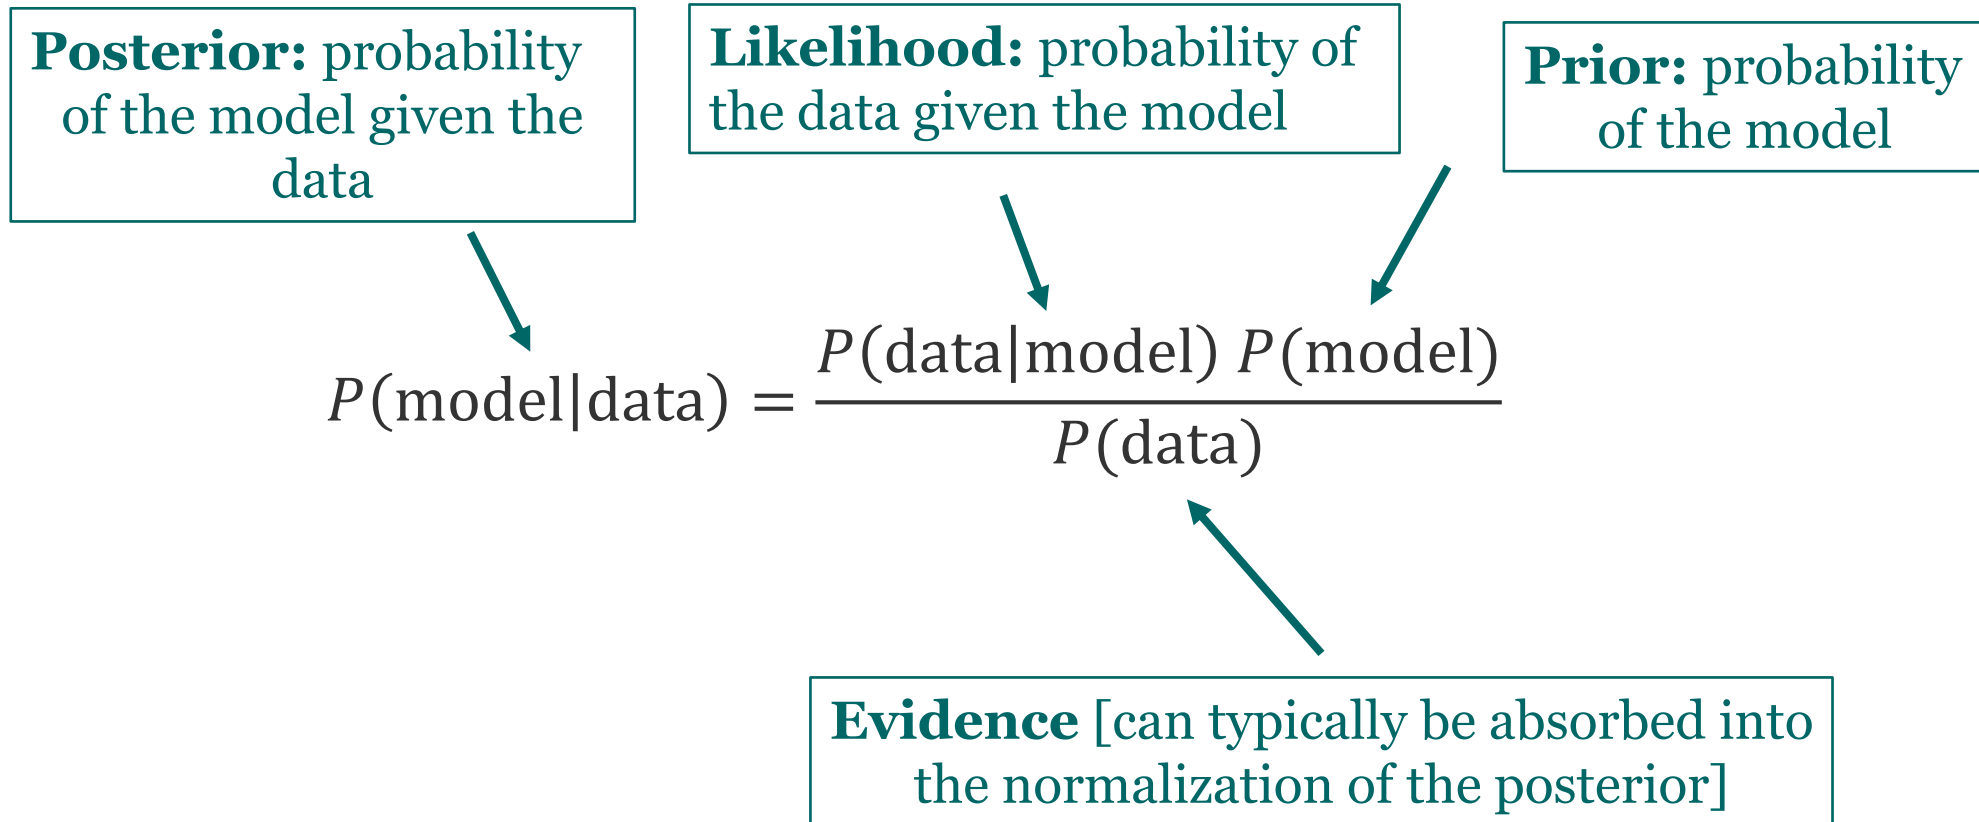 Posterior: probability
of the model given the
data
Likelihood: probability of
the data given the model
Prior: probability
of the model
P(model|data) = P(data|model) P(model)
P(data)
Evidence [can typically be absorbed into
the normalization of the posterior]